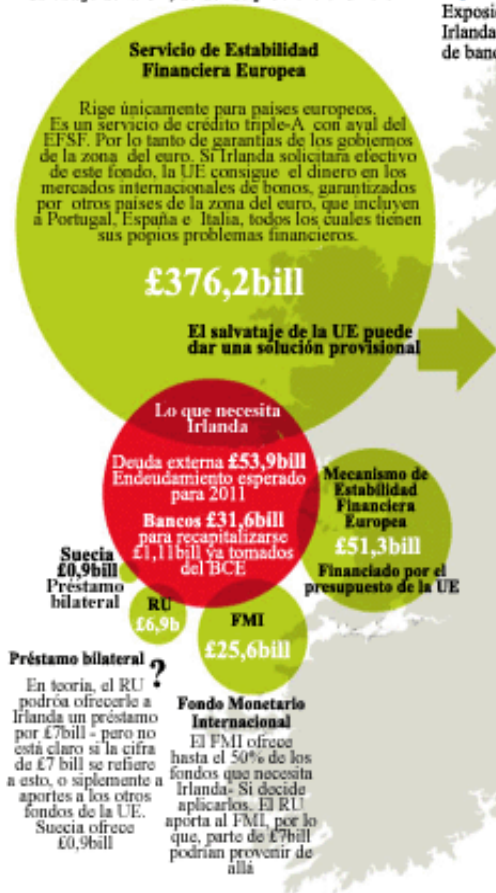 Exposi
Irlanda
de banc
Servicio de Estabilidad
Financiera Europea
Rige únicamente para países europeos.
Es un servicio de crédito triple-A con aval del
EFSF. Por lo tanto de garantías de los gobiernos
de la zona del euro. Si Irlanda solicitara efectivo
de este fondo, la UE consigue el dinero en los
mercados internacionales de bonos, garantizados
por otros países de la zona del euro, que incluyen
a Portugal, España e Italia, todos los cuales tienen
sus popios problemas financieros.
£376,2bill
El salvataje de la UE puede
dar una solución provisional
Lo que necesita
Irlanda
Deuda externa £53,9bill
Endeudamiento esperado
para 2011
Bancos £31,6bill
para recapitalizarse
£1,11bill ya tomados
del BCE
Mecanismo de
Estabilidad
Financiera
Europea
£51,3bill
Financiado por el
presupuesto de la UE
Suecia
£0,9bill
Préstamo
bilateral
RU
£6,9b
FMI
£25,6bill
Préstamo bilateral ?
En teoría, el RU
podróa ofrecerle a
Irlanda un préstamo
por £7bill - pero no
está claro si la cifra
de £7 bill se refiere
a esto, o siplemente a
aportes a los otros
fondos de la UE.
Suecia ofrece
£0,9bill
Fondo Monetario
Internacional
El FMI ofrece
hasta el 50% de los
fondos que necesita
Irlanda- Si decide
aplicarlos. El RU
aporta al FMI, por lo
que, parte de £7bill
podrían provenir de
allá